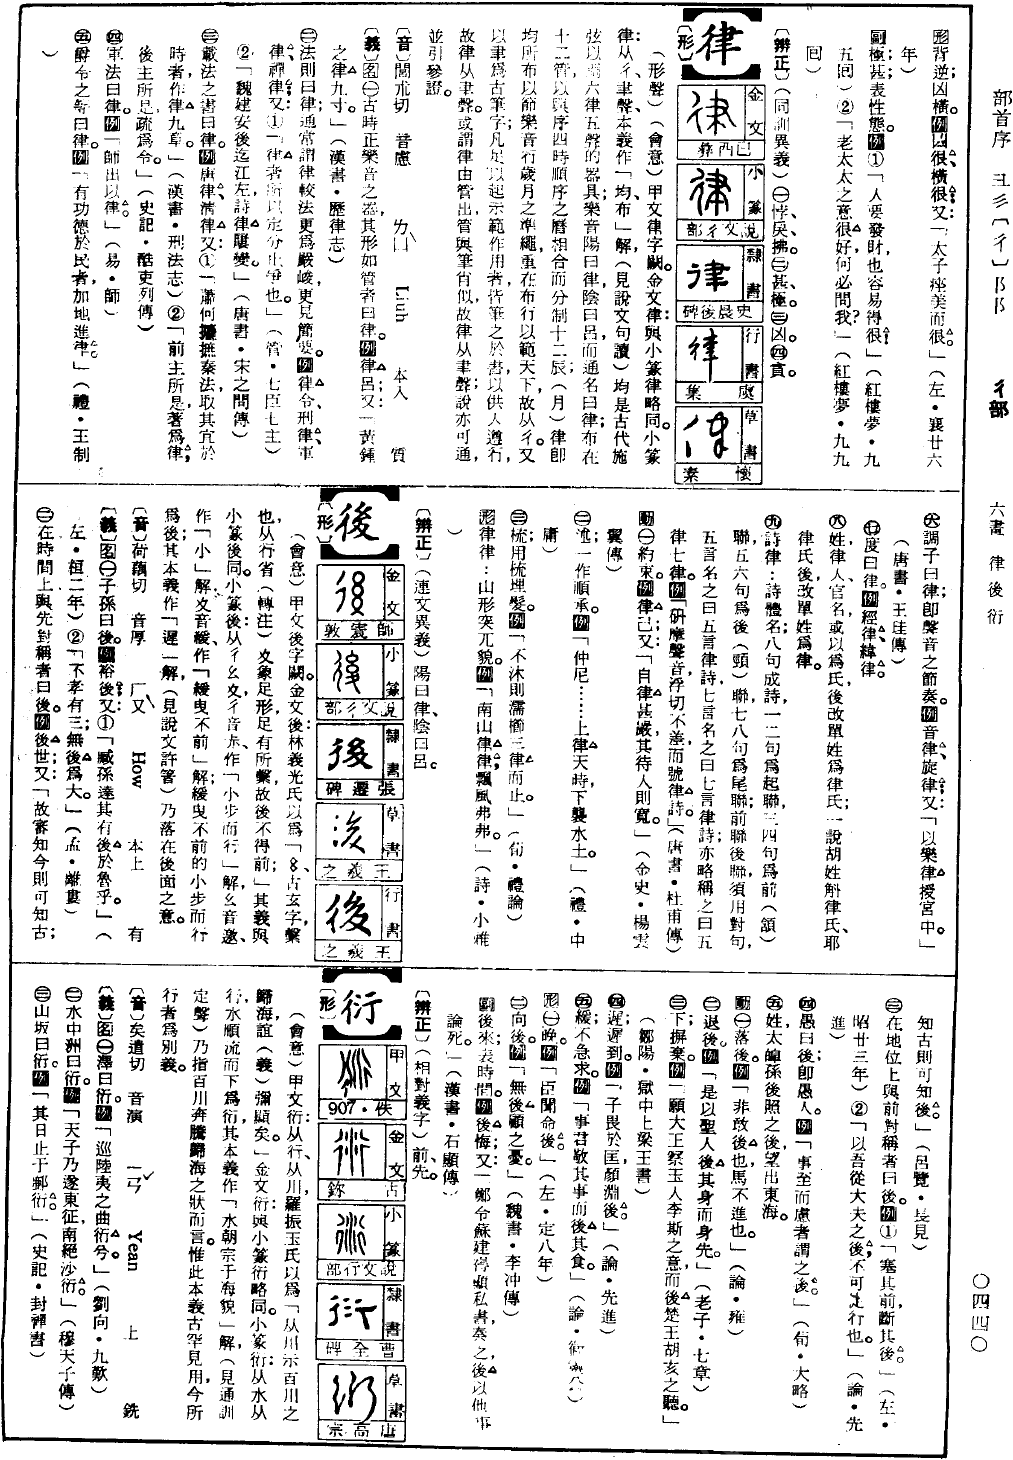 部首序　彐彡〔彳〕阝阝　彳部　六畫　律後衍　〇四四〇
形背逆凶橫。例凶很、橫很；又：「太子痤美而很。」（左・襄廿六
年）
副極；甚；表性態。例①「人要發財也容易得很」（紅樓夢・九
五回）②「老太太之意很好，何必問我？」（紅樓夢・九九
回）
〔辨正〕（同訓異義）㊀悖、戾、拂。㊁甚、極。㊂凶。㊃貪。
律
〔形〕
金文　已酉彝
小篆　說文彳部
隸書　史晨後碑
行書　虞集
草書　懷素
（形聲）（會意）甲文律字闕。金文律：與小篆律略同。小篆
律：从彳，聿聲，本義作「均布」解，（見說文句讀）均是古代施
弦以調六律五聲的器具；樂音陽曰律，陰曰呂，而通名曰律；布在
十二管以與序四時順序之曆相合而分制十二辰（月）；律即
均所布以節樂音行歲月之準繩，重在布行以範天下，故从彳。又
以聿為古筆字，凡足以起示範作用者皆筆之於書以供人遵行，
故律从聿聲。或謂律由管出，管與筆肖似，故律从聿聲；說亦可通，
並引參證。
〔音〕閭朮切　音慮　ㄌㄩˋ　Liuh　本入　質
〔義〕名㊀古時正樂音之器，其形如管者曰律。例律呂；又：「黃鍾
之律九寸。」（漢書・律歷志）
㊁法則曰律；通常謂律較法更為嚴峻，更見簡要。例律令、刑律、軍
律、禪律；又：①「律者，所以定分止爭也。」（管・七臣七主）
②「魏建安後迄江左，詩律屢變。」（唐書・宋之問傳）
㊂載法之書曰律。例唐律、清律；又：①「蕭何攈摭秦法，取其宜於
時者，作律九章。」（漢書・刑法志）②「前主所是著為律；
後主所是疏為令。」（史記・酷吏列傳）
㊃軍法曰律。例「師出以律。」（易・師）
㊄爵命之等曰律。例「有功德於民者，加地進律。」（禮・王制
）
㊅調子曰律；即聲音之節奏。例音律、旋律；又：「以樂律授宮中。」
（唐書・王珪傳）
㊆度曰律。例經律、緯律。
㊇姓，律人，官名，或以為氏，後改單姓為律氏；一說胡姓斛律氏、耶
律氏後改單姓為律。
㊈詩律：詩體名，八句成詩，一二句為起聯，三四句為前（頷）
聯，五六句為後（頸）聯，七八句為尾聯，前聯後聯須用對句，
五言名之曰五言律詩，七言名之曰七言律詩，亦略稱之曰五
律七律。例「研磨聲音，浮切不差，而號律詩。」（唐書・杜甫傳）
動㊀約束。例律己；又：「自律甚嚴，其待人則寬。」（金史・楊雲
翼傳）
㊁述；一作順承。例「仲尼……上律天時，下襲水土。」（禮・中
庸）
㊂梳；用梳理髮。例「不沐則濡櫛三律而止。」（荀・禮論）
形律律：山形突兀貌。例「南山律律，飄風弗弗。」（詩・小雅
）
〔辨正〕（連文異義）陽曰律，陰曰呂。
後
〔形〕
金文　師𡩜敦
小篆　說文彳部
隸書　張遷碑
草書　王羲之
行書　王羲之
（會意）甲文後字闕。金文後：林義光氏以為「8，古玄字，繫
也，从行省，（轉注）夊象足形，足有所繫，故後不得前」，其義與
小篆後同。小篆後：从彳幺夊，彳音赤，作「小步而行」解；幺音邀，
作「小」解；夊音綏，作「緩曳不前」解；緩曳不前的小步而行
為後，其本義作「遲」解，（見說文許箸）乃落在後面之意。
〔音〕荷藕切　音厚　ㄏㄡˋ　How　本上　有
〔義〕名㊀子孫曰後。例裕後；又：①「臧孫達其有後於魯乎。」（
左・桓二年）②「不孝有三，無後為大。」（孟・離婁）
㊁在時間上與先對稱者曰後。例後世；又：「故審知今則可知古；
知古則可知後。」（呂覽・長見）
㊂在地位上與前對稱者曰後。例①「塞其前，斷其後。」（左・
昭廿三年）②「以吾從大夫之後，不可徒行也。」（論・先
進）
㊃愚曰後；即愚人。例「事至而慮者謂之後。」（荀・大略）
㊄姓，太皥孫後照之後，望出東海。
動㊀落後。例「非敢後也，馬不進也。」（論・雍）
㊁退後。例「是以聖人後其身而身先。」（老子・七章）
㊂下；摒棄。例「願大王察玉人李斯之意，而後楚王胡亥之聽。」
（鄒陽・獄中上梁王書）
㊃遲；遲到。例「子畏於匡，顏淵後。」（論・先進）
㊄緩；不急求。例「事君敬其事而後其食。」（論・衛靈公）
形㊀晚。例「臣聞命後。」（左・定八年）
㊁向後。例「無後顧之憂。」（魏書・李冲傳）
副後來；表時間。例後悔；又：「鄭令蘇建得顯私書奏之，後以他事
論死。」（漢書・石顯傳）
〔辨正〕（相對義字）前、先。
衍
〔形〕
甲文　佚・907
金文　古鉨
小篆　說文行部
隸書　曹全碑
草書　唐高宗
（會意）甲文衍：从行，从川，羅振玉氏以為「从川，示百川之
歸海，誼（義）彌顯矣。」金文衍：與小篆衍略同。小篆衍：从水从
行，水順流而下為衍，其本義作「水朝宗于海貌」解，（見通訓
定聲）乃指百川奔騰歸海之狀而言，惟此本義古罕見用，今所
行者為別義。
〔音〕矣遣切　音演　ㄧㄢˇ　Yean　上　銑
〔義〕名㊀澤曰衍。例「巡陸夷之曲衍兮。」（劉向・九歎）
㊁水中洲曰衍。例「天子乃遂東征，南絕沙衍。」（穆天子傳）
㊂山坂曰衍。例「其口止于鄜衍。」（史記・封禪書）